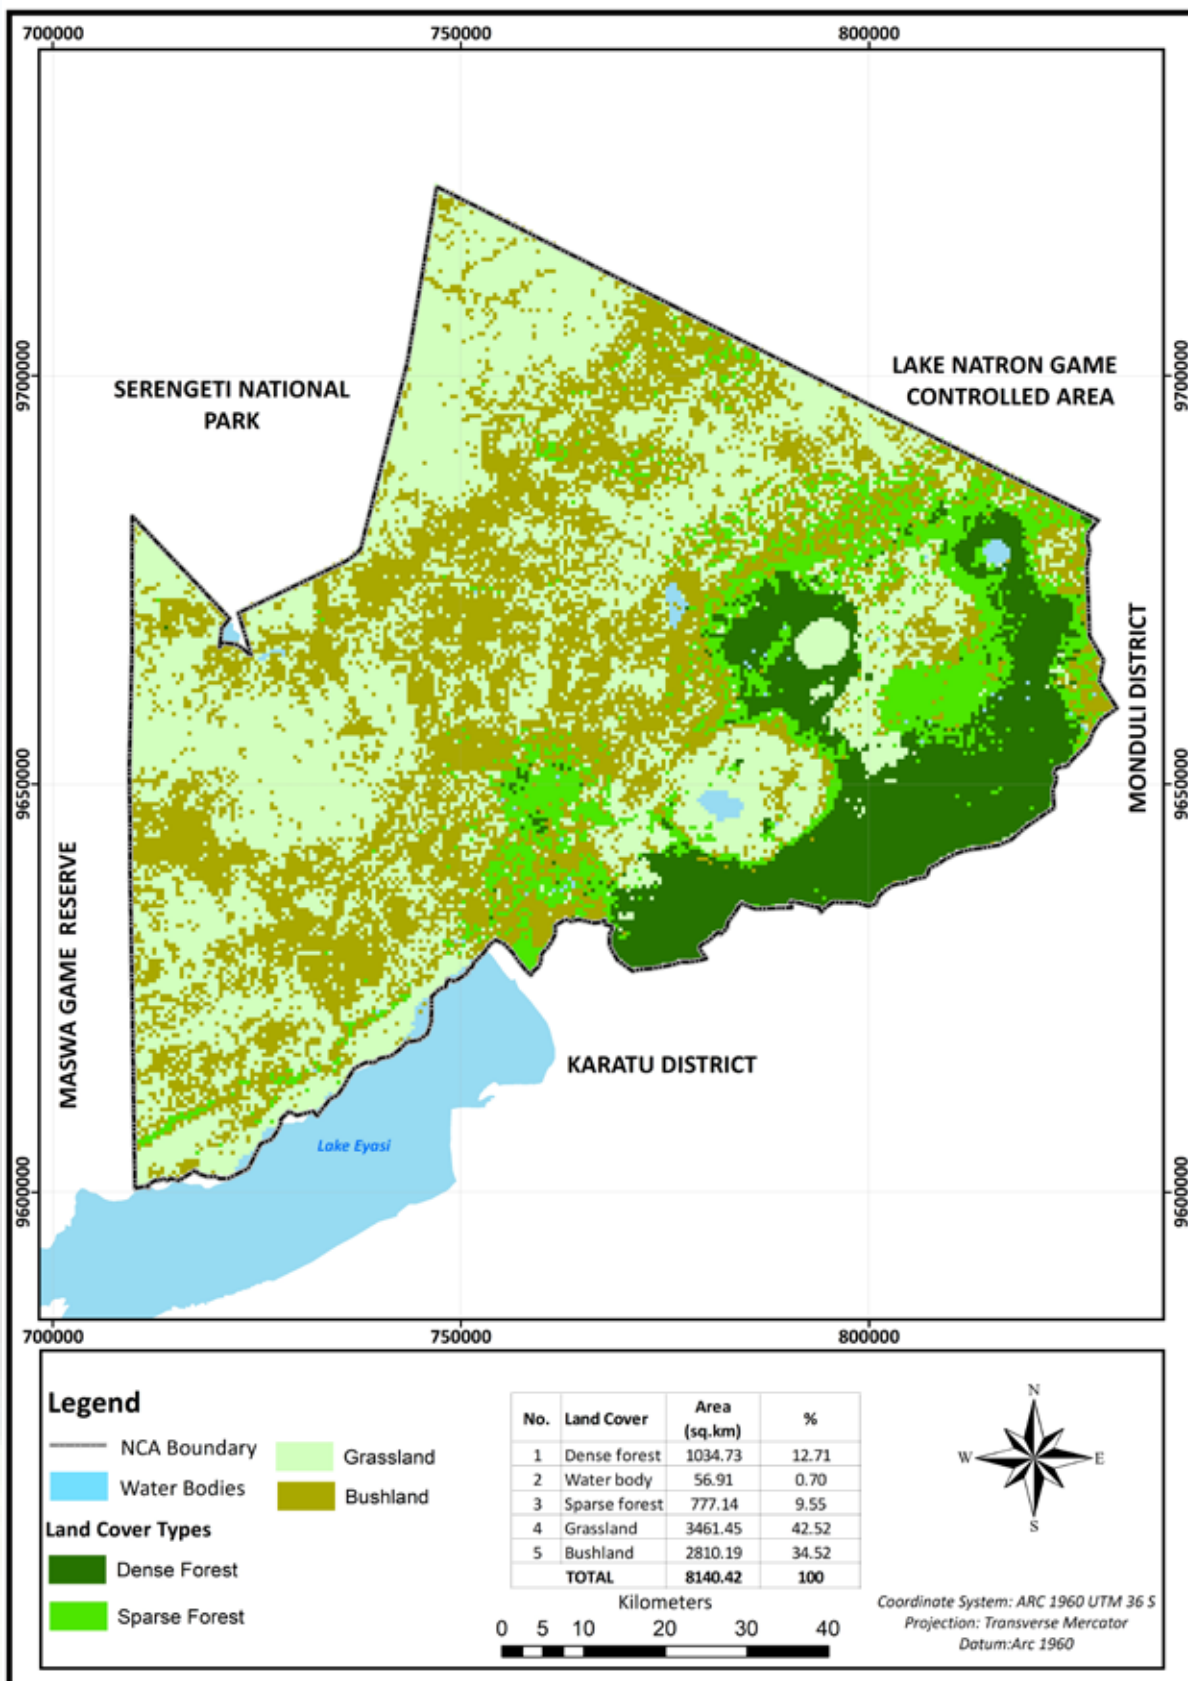 700000 750000 800000
SERENGETI NATIONAL
PARK
LAKE NATRON GAME
CONTROLLED AREA
9700000 9700000
MONDULI DISTRICT
9650000 9650000
MASWA GAME RESERVE
KARATU DISTRICT
Lake Eyasi
9600000 9600000
700000 750000 800000
Legend
NCA Boundary
Water Bodies
Grassland
Bushland
Land Cover Types
Dense Forest
Sparse Forest
No. Land Cover Area (sq.km) %
1 Dense forest 1034.73 12.71
2 Water body 56.91 0.70
3 Sparse forest 777.14 9.55
4 Grassland 3461.45 42.52
5 Bushland 2810.19 34.52
TOTAL 8140.42 100
Kilometers
0 5 10 20 30 40
N
W E
S
Coordinate System: ARC 1960 UTM 36 S
Projection: Transverse Mercator
Datum:Arc 1960